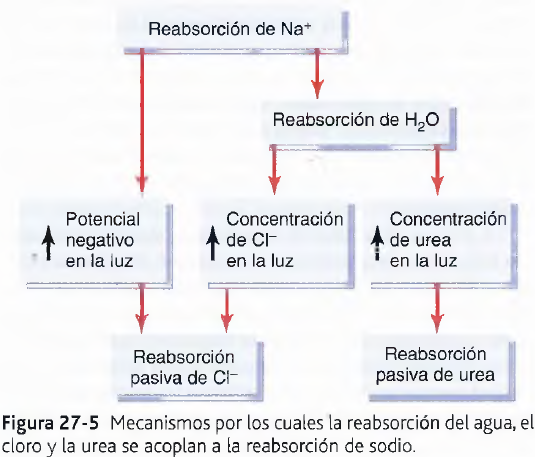 Reabsorción de Na⁺
Reabsorción de H₂O
Potencial
negativo
en la luz
Concentración
de Cl⁻
en la luz
Concentración
de urea
en la luz
Reabsorción
pasiva de Cl⁻
Reabsorción
pasiva de urea
Figura 27-5 Mecanismos por los cuales la reabsorción del agua, el
cloro y la urea se acoplan a la reabsorción de sodio.